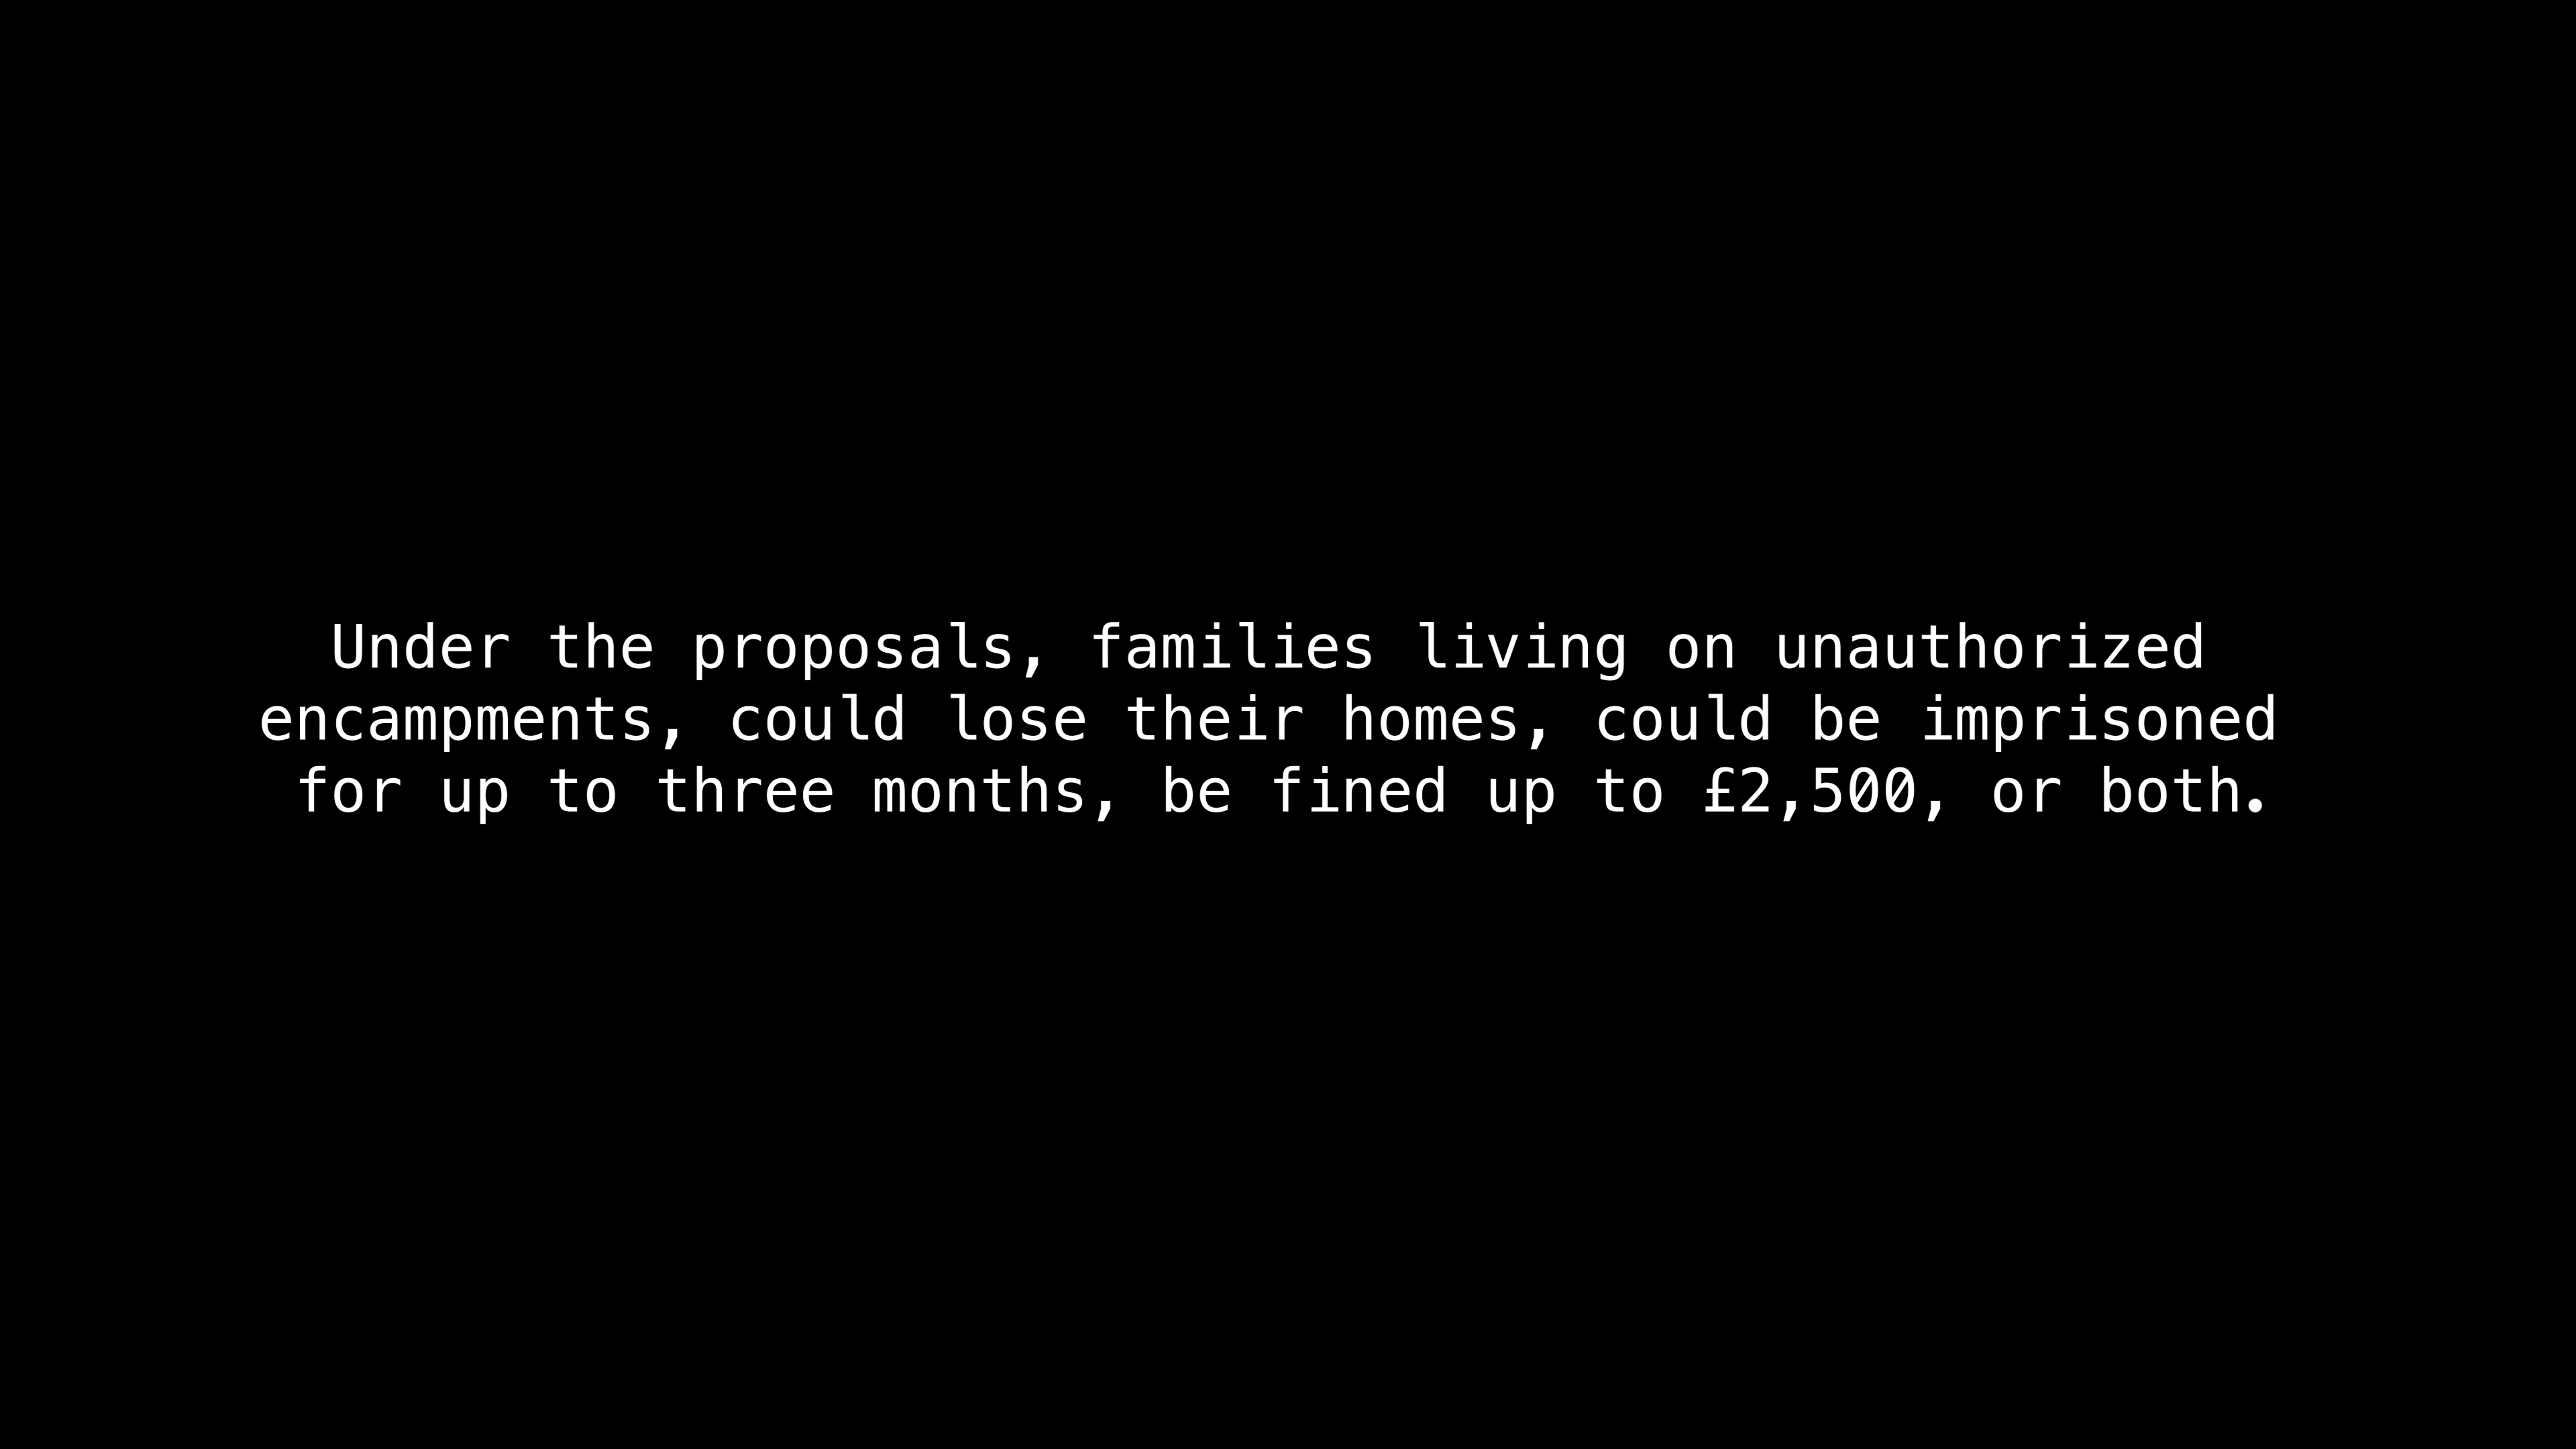 Under the proposals, families living on unauthorized
encampments, could lose their homes, could be imprisoned
for up to three months, be fined up to £2,500, or both.